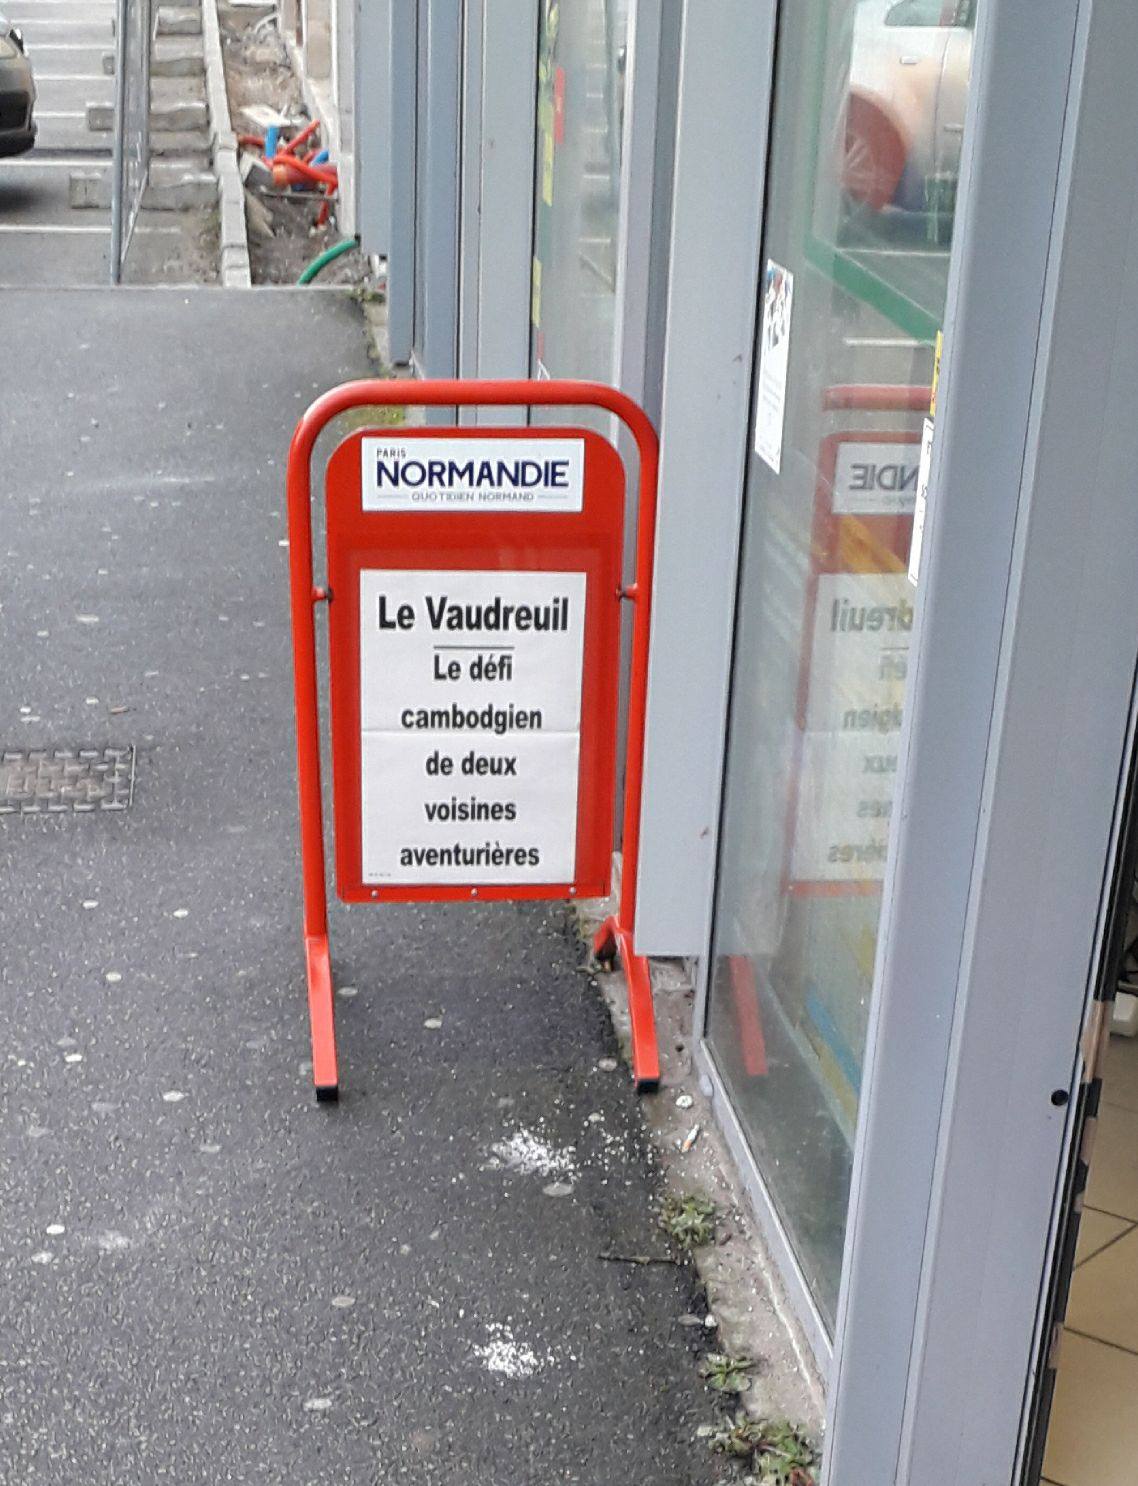 PARIS
NORMANDIE
QUOTIDIEN NORMAND
Le Vaudreuil
Le défi
cambodgien
de deux
voisines
aventurières